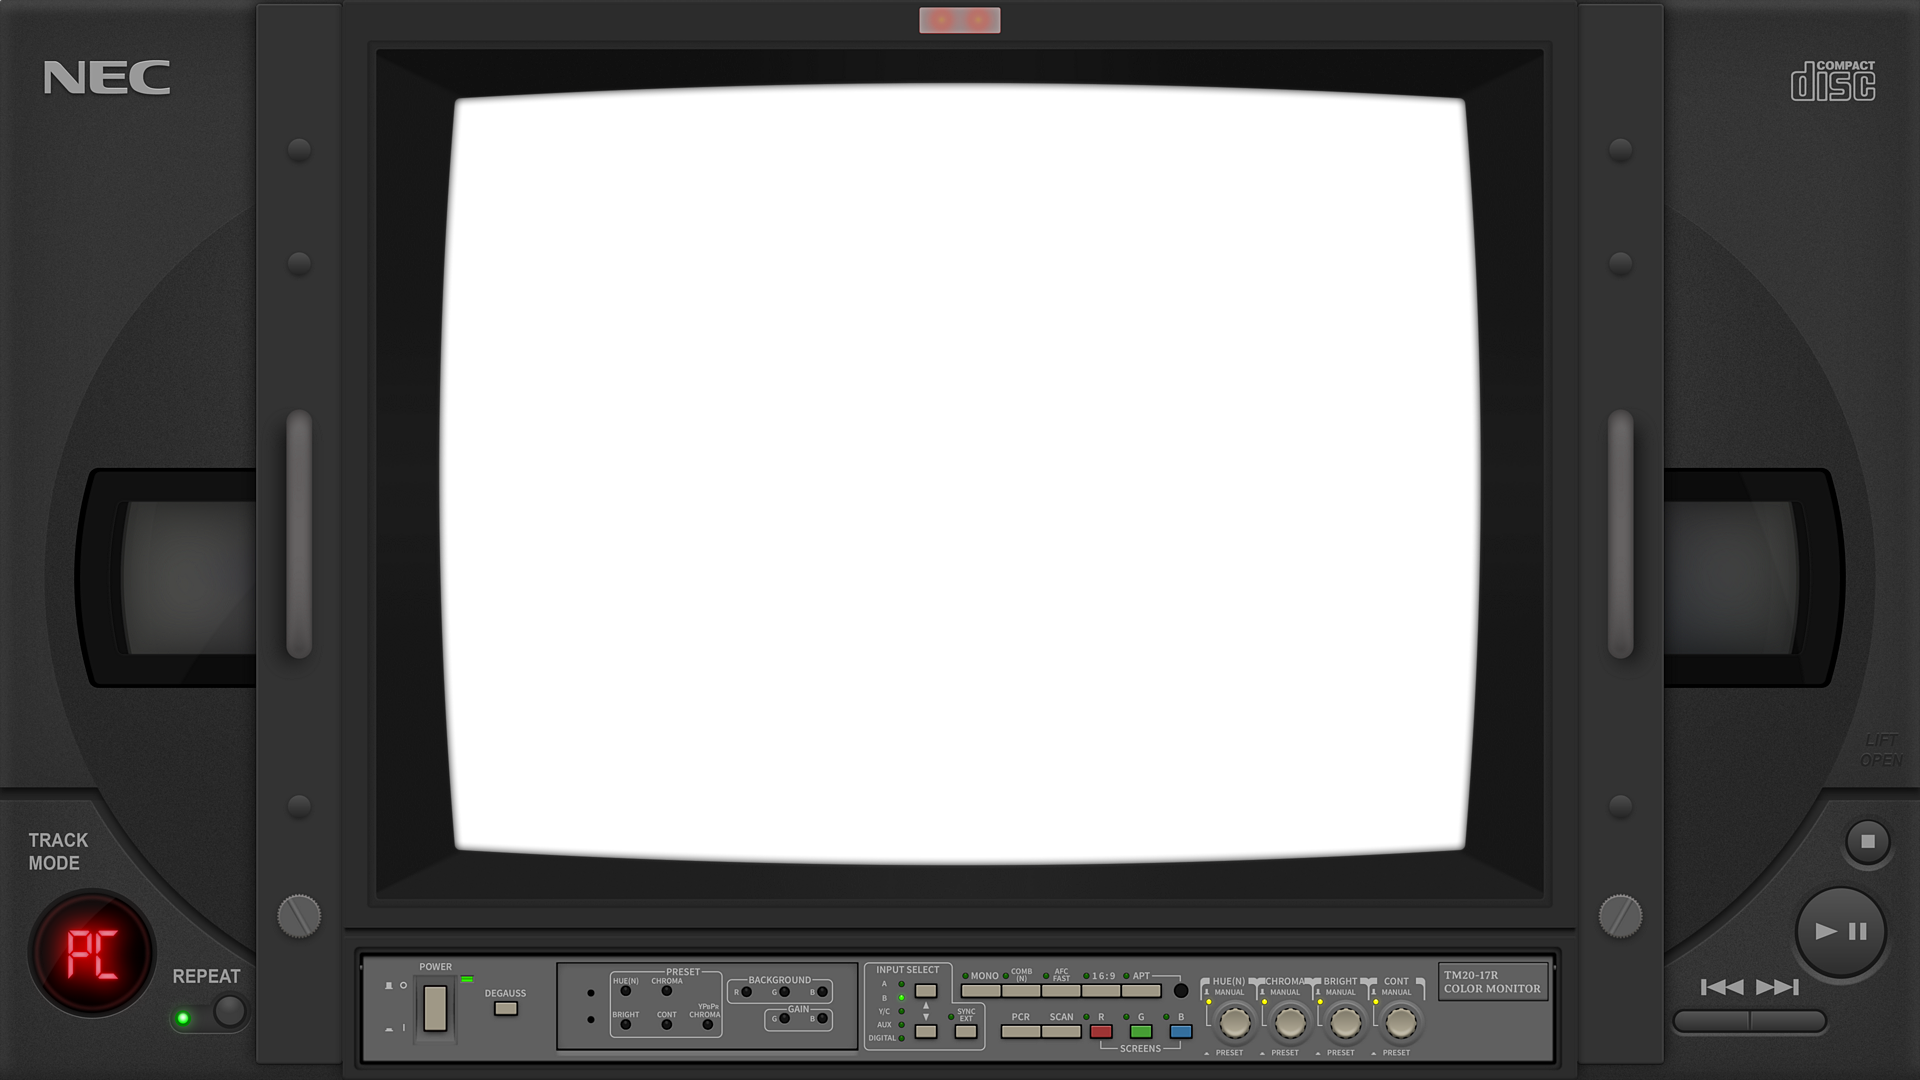 NEC
COMPACT
disc
LIFT
OPEN
TRACK
MODE
PC
REPEAT
POWER
DEGAUSS
PRESET
HUE(N) CHROMA
BRIGHT CONT YPBPR
CHROMA
BACKGROUND
R G B
GAIN
G B
INPUT SELECT
A
B
Y/C
AUX
DIGITAL
SYNC
EXT
MONO COMB
(N) AFC
FAST 16:9 APT
PCR SCAN R G B
SCREENS
HUE(N) CHROMA BRIGHT CONT
MANUAL MANUAL MANUAL MANUAL
PRESET PRESET PRESET PRESET
TM20-17R
COLOR MONITOR